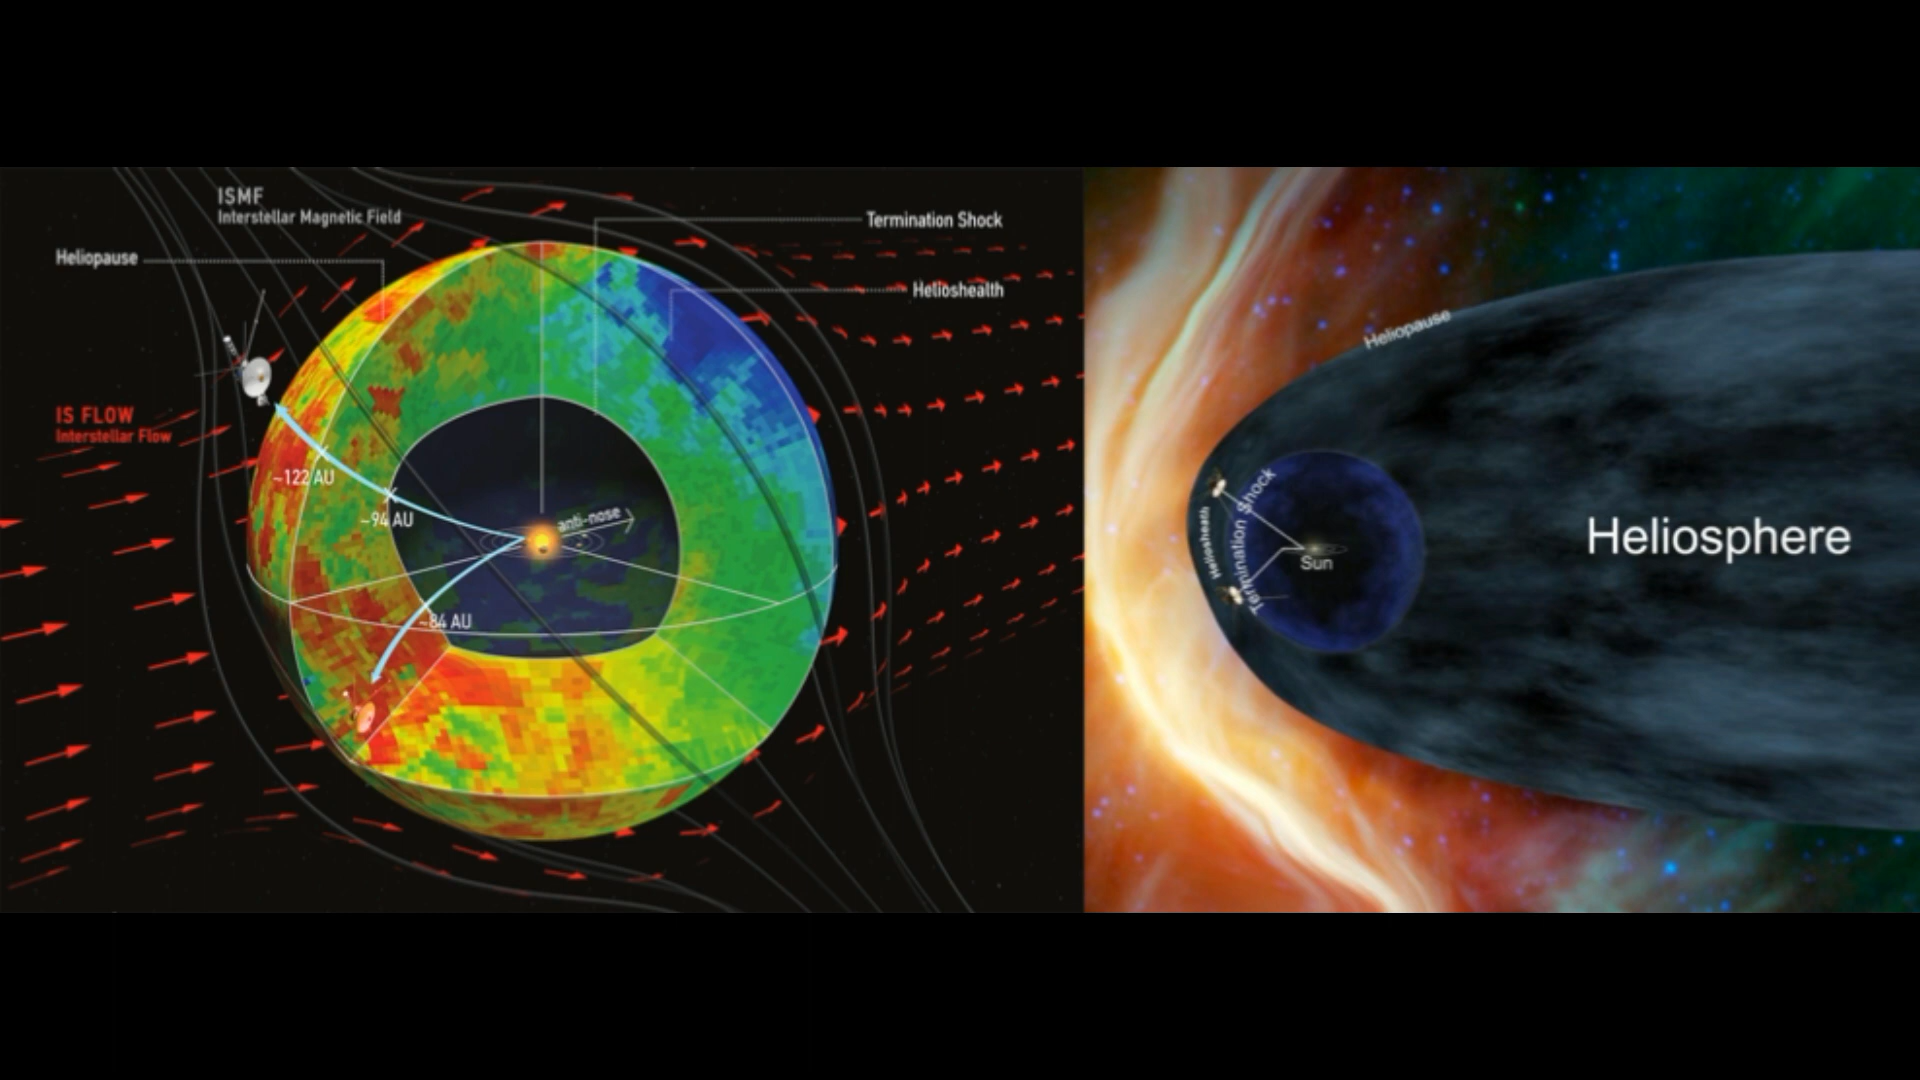 ISMF
Interstellar Magnetic Field
Termination Shock
Heliopause
Helioshealth
IS FLOW
Interstellar Flow
~122 AU
~94 AU
anti-nose
~84 AU
Heliopause
Termination Shock
Heliosheath
Sun
Heliosphere